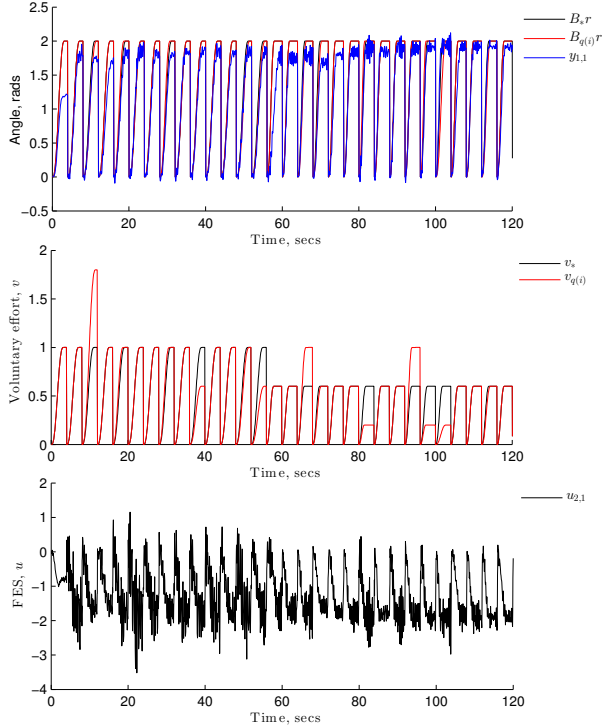 2.5
2
1.5
1
0.5
0
−0.5
Angle, rads
0 20 40 60 80 100 120
Time, secs
B_s r
B_{q(i)} r
y_{1,1}
2
1.5
1
0.5
0
Voluntary effort, v
0 20 40 60 80 100 120
Time, secs
v_s
v_{q(i)}
2
1
0
−1
−2
−3
−4
FES, u
0 20 40 60 80 100 120
Time, secs
u_{2,1}